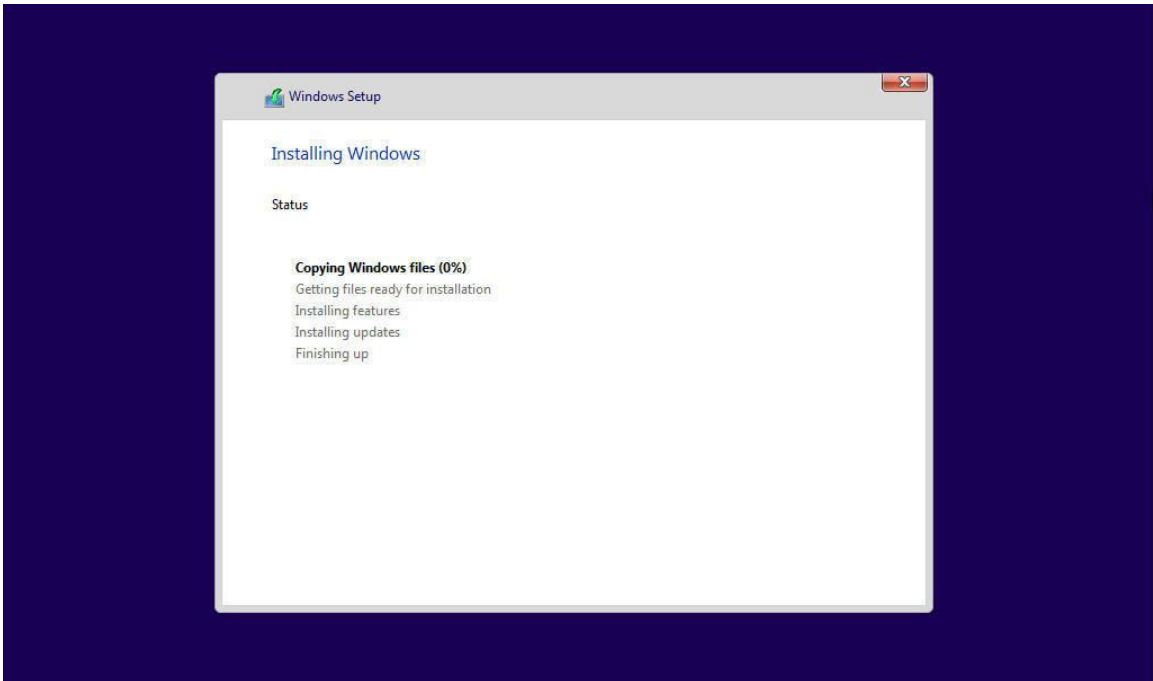 Windows Setup
Installing Windows
Status
Copying Windows files (0%)
Getting files ready for installation
Installing features
Installing updates
Finishing up